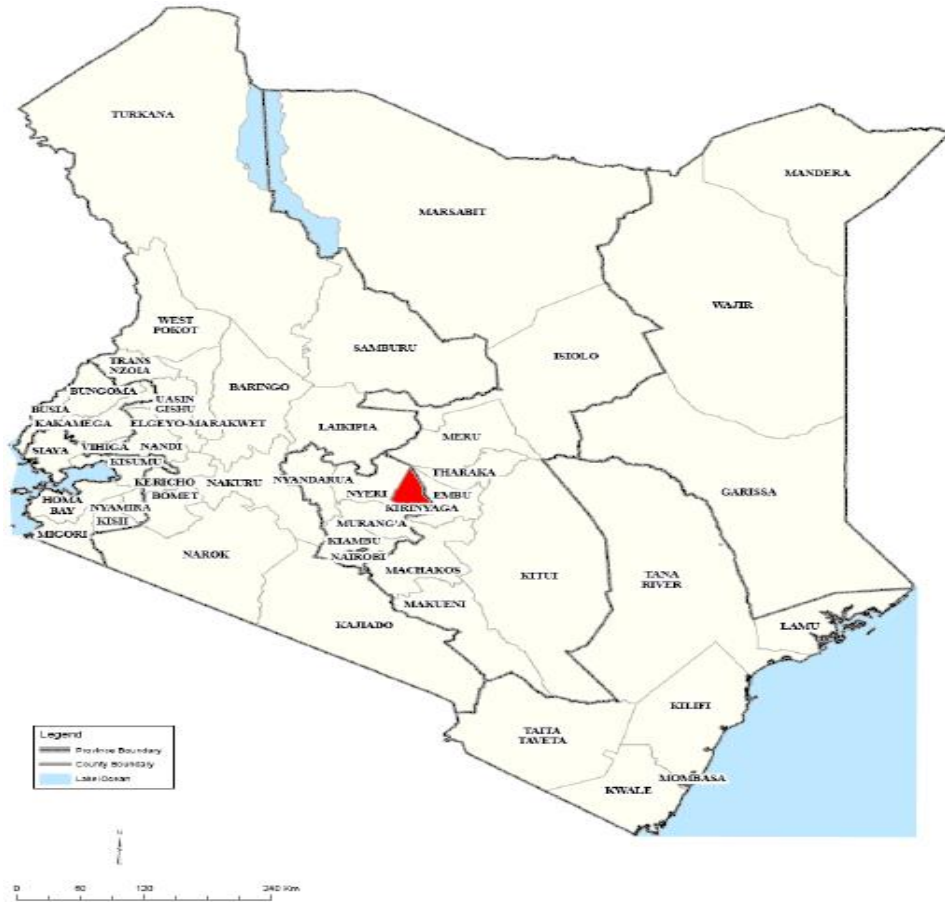 TURKANA
MANDERA
MARSABIT
WAJIR
WEST
POKOT
SAMBURU
ISIOLO
TRANS
NZOIA
BUNGOMA
BARINGO
UASIN
GISHU
BUSIA
KAKAMEGA
ELGEYO-MARAKWET
LAIKIPIA
MERU
SIAYA
VIHIGA
NANDI
KISUMU
THARAKA
KERICHO
NAKURU
NYANDARUA
GARISSA
BOMET
NYERI
EMBU
HOMA
BAY
NYAMIRA
KIRINYAGA
KISII
MURANG'A
MIGORI
KIAMBU
NAROK
NAIROBI
MACHAKOS
KITUI
TANA
RIVER
MAKUENI
KAJIADO
LAMU
KILIFI
TAITA
TAVETA
MOMBASA
KWALE
Legend
Province Boundary
County Boundary
Lake/Ocean
N
0 60 120 240 Km